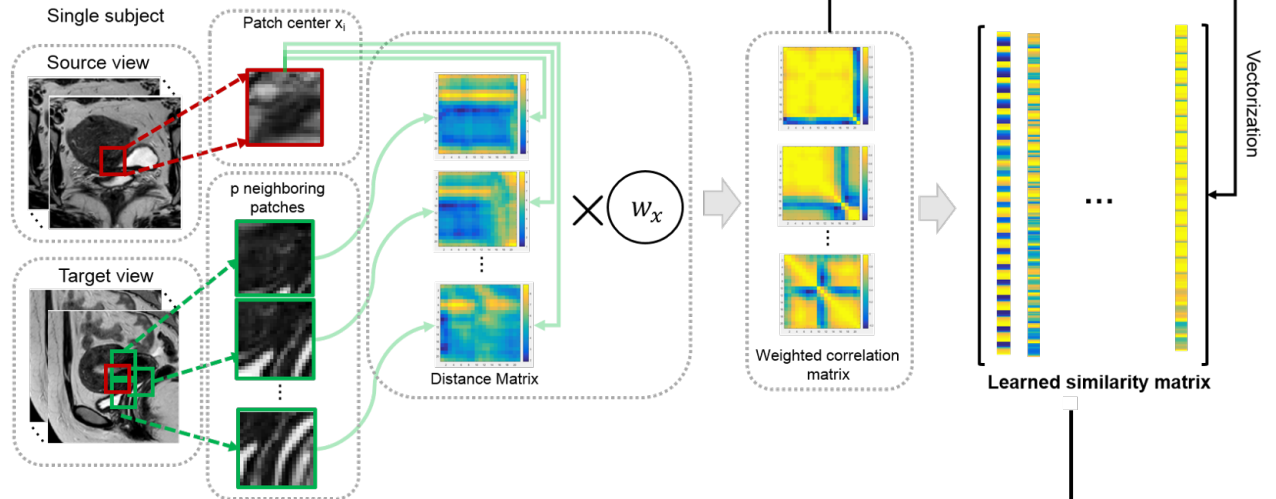 Single subject
Source view
Target view
Patch center xᵢ
p neighboring
patches
⋮
Distance Matrix
× wₓ
Weighted correlation
matrix
...
Learned similarity matrix
Vectorization